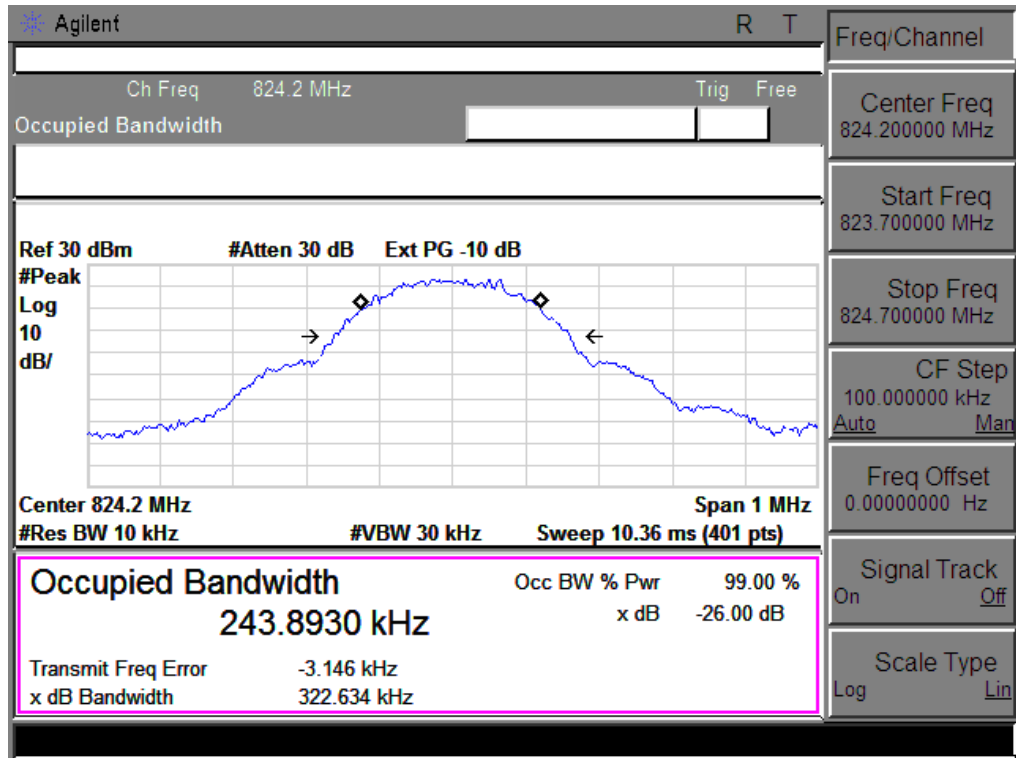 Agilent R T
Ch Freq 824.2 MHz Trig Free
Occupied Bandwidth
Ref 30 dBm #Atten 30 dB Ext PG -10 dB
#Peak
Log
10
dB/
Center 824.2 MHz Span 1 MHz
#Res BW 10 kHz #VBW 30 kHz Sweep 10.36 ms (401 pts)
Occupied Bandwidth Occ BW % Pwr 99.00 %
243.8930 kHz x dB -26.00 dB
Transmit Freq Error -3.146 kHz
x dB Bandwidth 322.634 kHz
Freq/Channel
Center Freq
824.200000 MHz
Start Freq
823.700000 MHz
Stop Freq
824.700000 MHz
CF Step
100.000000 kHz
Auto Man
Freq Offset
0.00000000 Hz
Signal Track
On Off
Scale Type
Log Lin